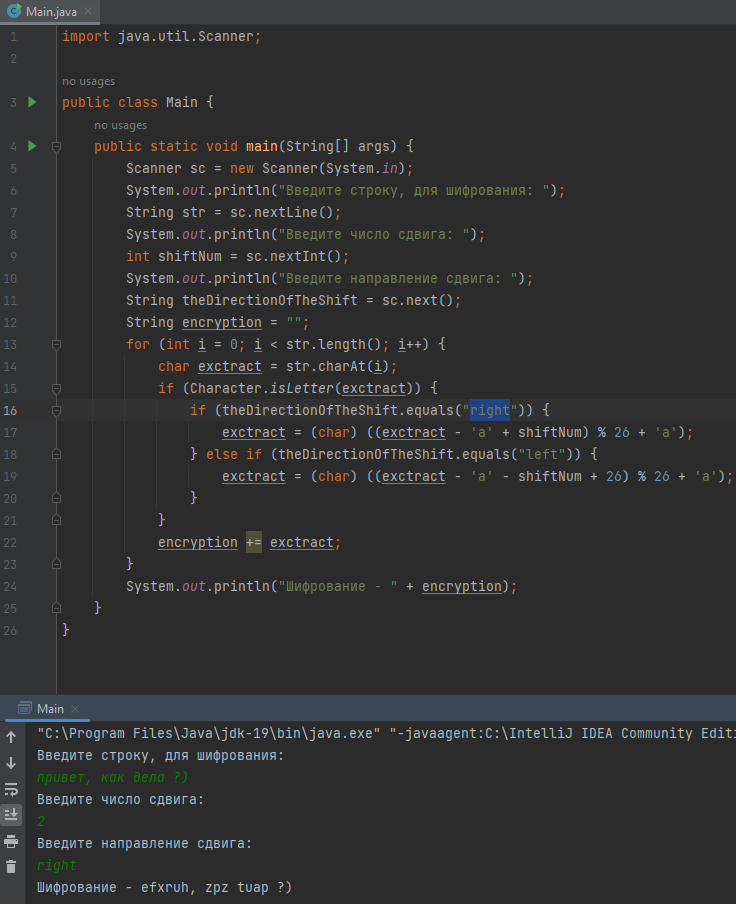 Main.java
1 import java.util.Scanner;
2
no usages
3 public class Main {
no usages
4 public static void main(String[] args) {
5 Scanner sc = new Scanner(System.in);
6 System.out.println("Введите строку, для шифрования: ");
7 String str = sc.nextLine();
8 System.out.println("Введите число сдвига: ");
9 int shiftNum = sc.nextInt();
10 System.out.println("Введите направление сдвига: ");
11 String theDirectionOfTheShift = sc.next();
12 String encryption = "";
13 for (int i = 0; i < str.length(); i++) {
14 char exctract = str.charAt(i);
15 if (Character.isLetter(exctract)) {
16 if (theDirectionOfTheShift.equals("right")) {
17 exctract = (char) ((exctract - 'a' + shiftNum) % 26 + 'a');
18 } else if (theDirectionOfTheShift.equals("left")) {
19 exctract = (char) ((exctract - 'a' - shiftNum + 26) % 26 + 'a');
20 }
21 }
22 encryption += exctract;
23 }
24 System.out.println("Шифрование - " + encryption);
25 }
26 }
Main
"C:\Program Files\Java\jdk-19\bin\java.exe" "-javaagent:C:\IntelliJ IDEA Community Editi
Введите строку, для шифрования:
привет, как дела ?)
Введите число сдвига:
2
Введите направление сдвига:
right
Шифрование - efxruh, zpz tuap ?)